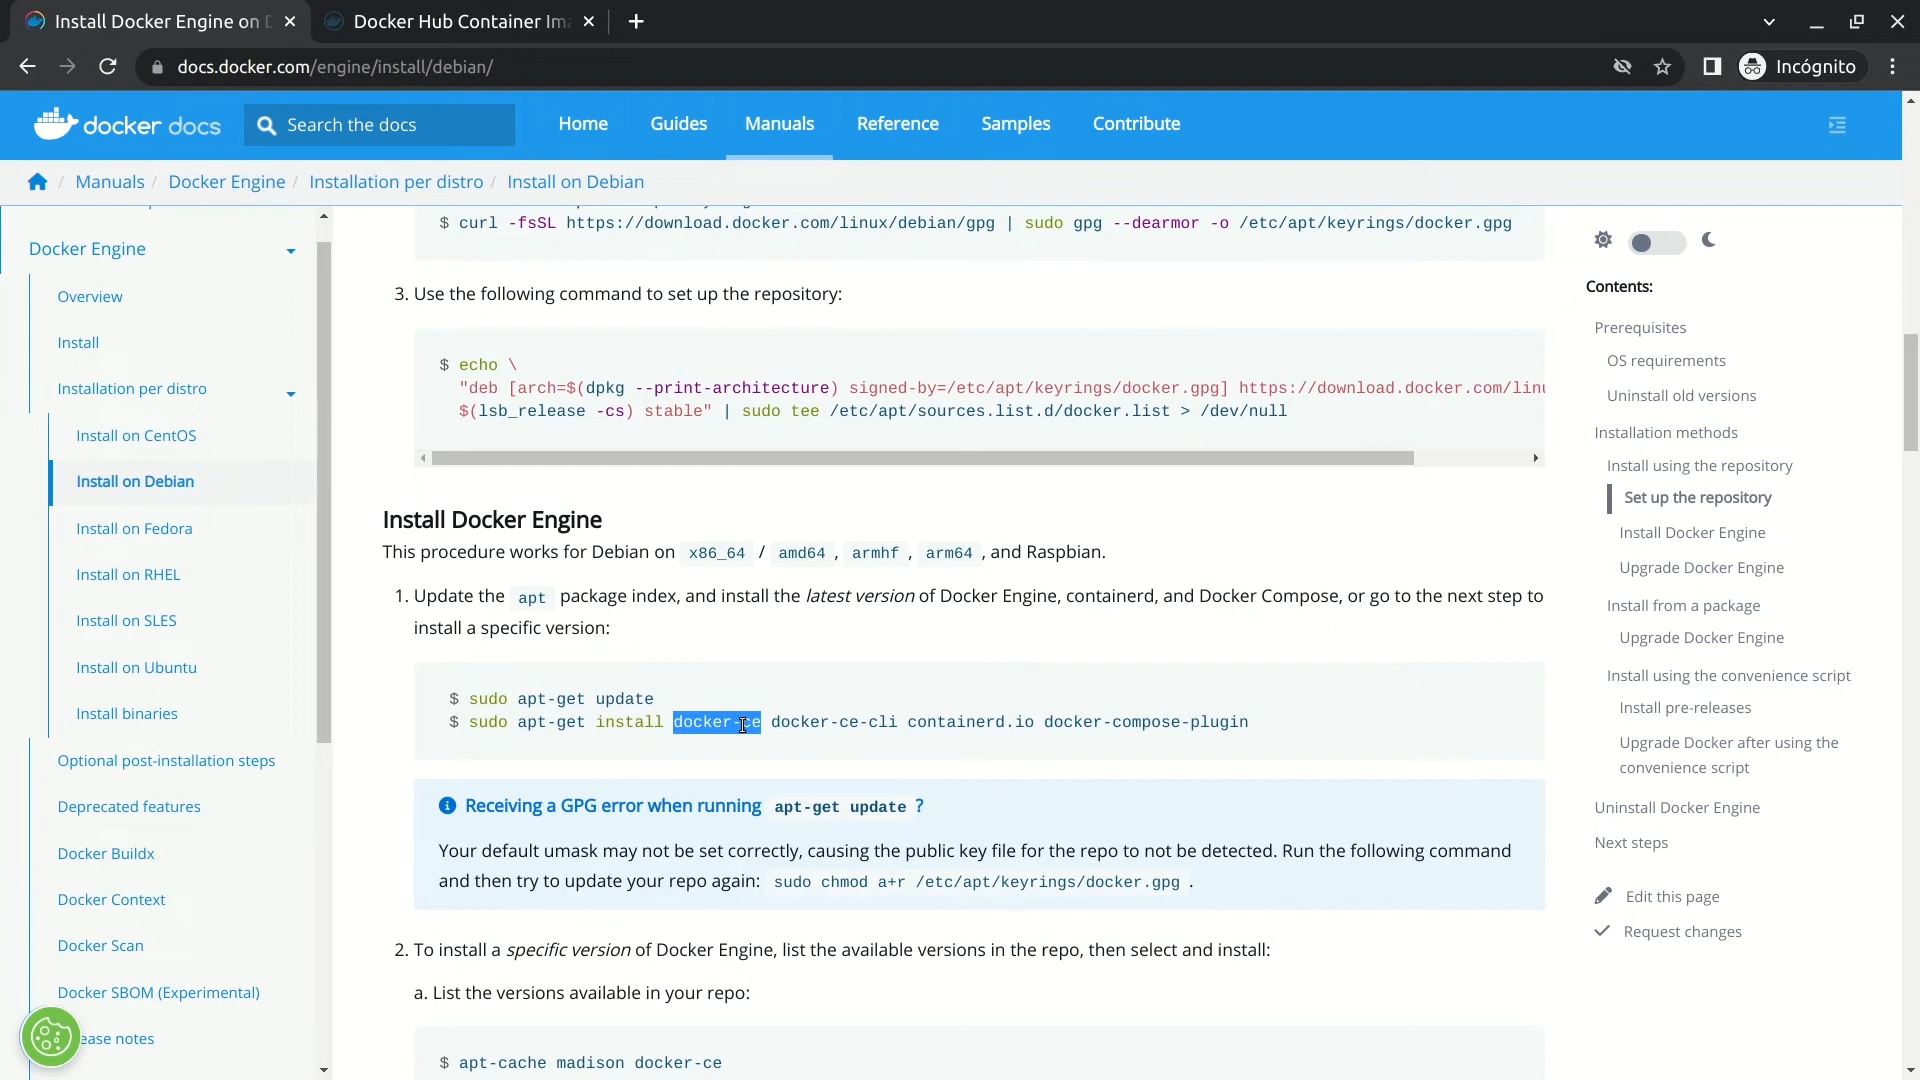 Install Docker Engine on D
Docker Hub Container Ima
docs.docker.com/engine/install/debian/
Incógnito
docker docs
Search the docs
Home
Guides
Manuals
Reference
Samples
Contribute
/ Manuals / Docker Engine / Installation per distro / Install on Debian
Docker Engine
Overview
Install
Installation per distro
Install on CentOS
Install on Debian
Install on Fedora
Install on RHEL
Install on SLES
Install on Ubuntu
Install binaries
Optional post-installation steps
Deprecated features
Docker Buildx
Docker Context
Docker Scan
Docker SBOM (Experimental)
ease notes
$ curl -fsSL https://download.docker.com/linux/debian/gpg | sudo gpg --dearmor -o /etc/apt/keyrings/docker.gpg
3. Use the following command to set up the repository:
$ echo \
"deb [arch=$(dpkg --print-architecture) signed-by=/etc/apt/keyrings/docker.gpg] https://download.docker.com/linu
$(lsb_release -cs) stable" | sudo tee /etc/apt/sources.list.d/docker.list > /dev/null
Install Docker Engine
This procedure works for Debian on x86_64 / amd64 , armhf , arm64 , and Raspbian.
1. Update the apt package index, and install the latest version of Docker Engine, containerd, and Docker Compose, or go to the next step to
install a specific version:
$ sudo apt-get update
$ sudo apt-get install docker-ce docker-ce-cli containerd.io docker-compose-plugin
Receiving a GPG error when running apt-get update ?
Your default umask may not be set correctly, causing the public key file for the repo to not be detected. Run the following command
and then try to update your repo again: sudo chmod a+r /etc/apt/keyrings/docker.gpg .
2. To install a specific version of Docker Engine, list the available versions in the repo, then select and install:
a. List the versions available in your repo:
$ apt-cache madison docker-ce
Contents:
Prerequisites
OS requirements
Uninstall old versions
Installation methods
Install using the repository
Set up the repository
Install Docker Engine
Upgrade Docker Engine
Install from a package
Upgrade Docker Engine
Install using the convenience script
Install pre-releases
Upgrade Docker after using the
convenience script
Uninstall Docker Engine
Next steps
Edit this page
Request changes